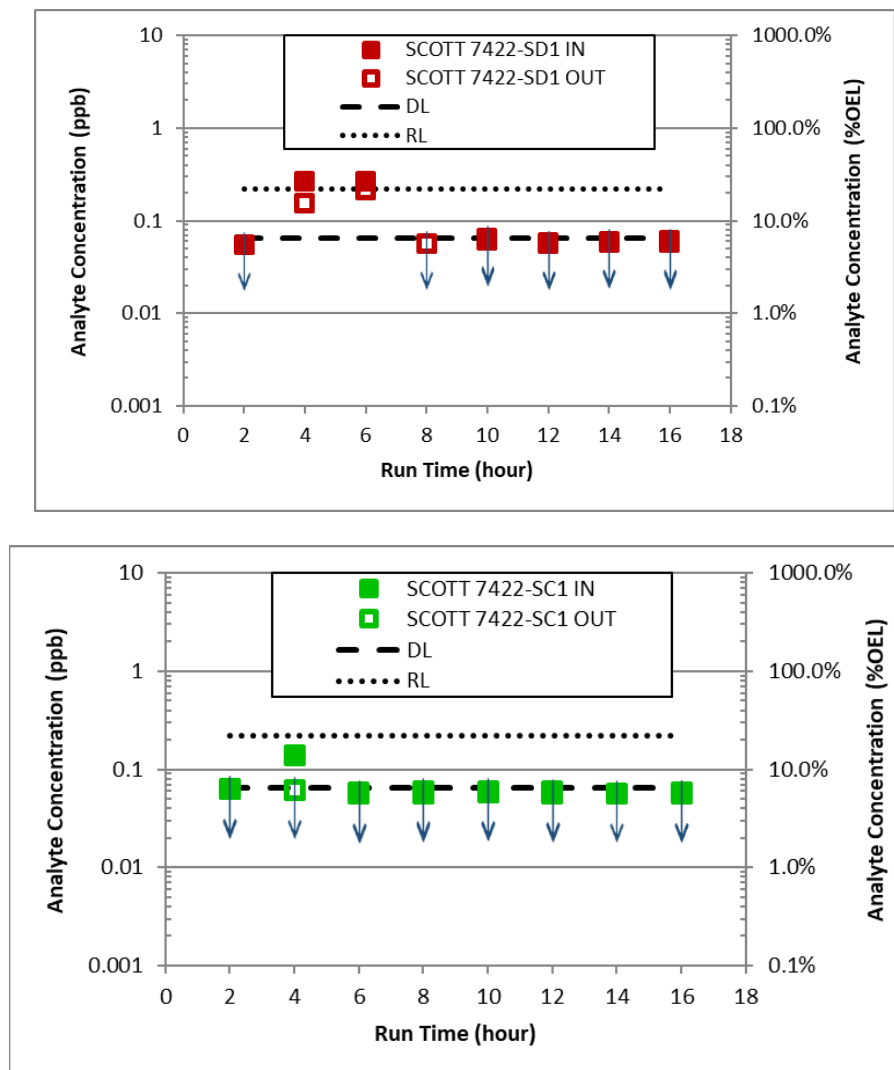 SCOTT 7422-SD1 IN
SCOTT 7422-SD1 OUT
DL
RL
Analyte Concentration (ppb)
10
1
0.1
0.01
0.001
Analyte Concentration (%OEL)
1000.0%
100.0%
10.0%
1.0%
0.1%
0 2 4 6 8 10 12 14 16 18
Run Time (hour)
SCOTT 7422-SC1 IN
SCOTT 7422-SC1 OUT
DL
RL
Analyte Concentration (ppb)
10
1
0.1
0.01
0.001
Analyte Concentration (%OEL)
1000.0%
100.0%
10.0%
1.0%
0.1%
0 2 4 6 8 10 12 14 16 18
Run Time (hour)